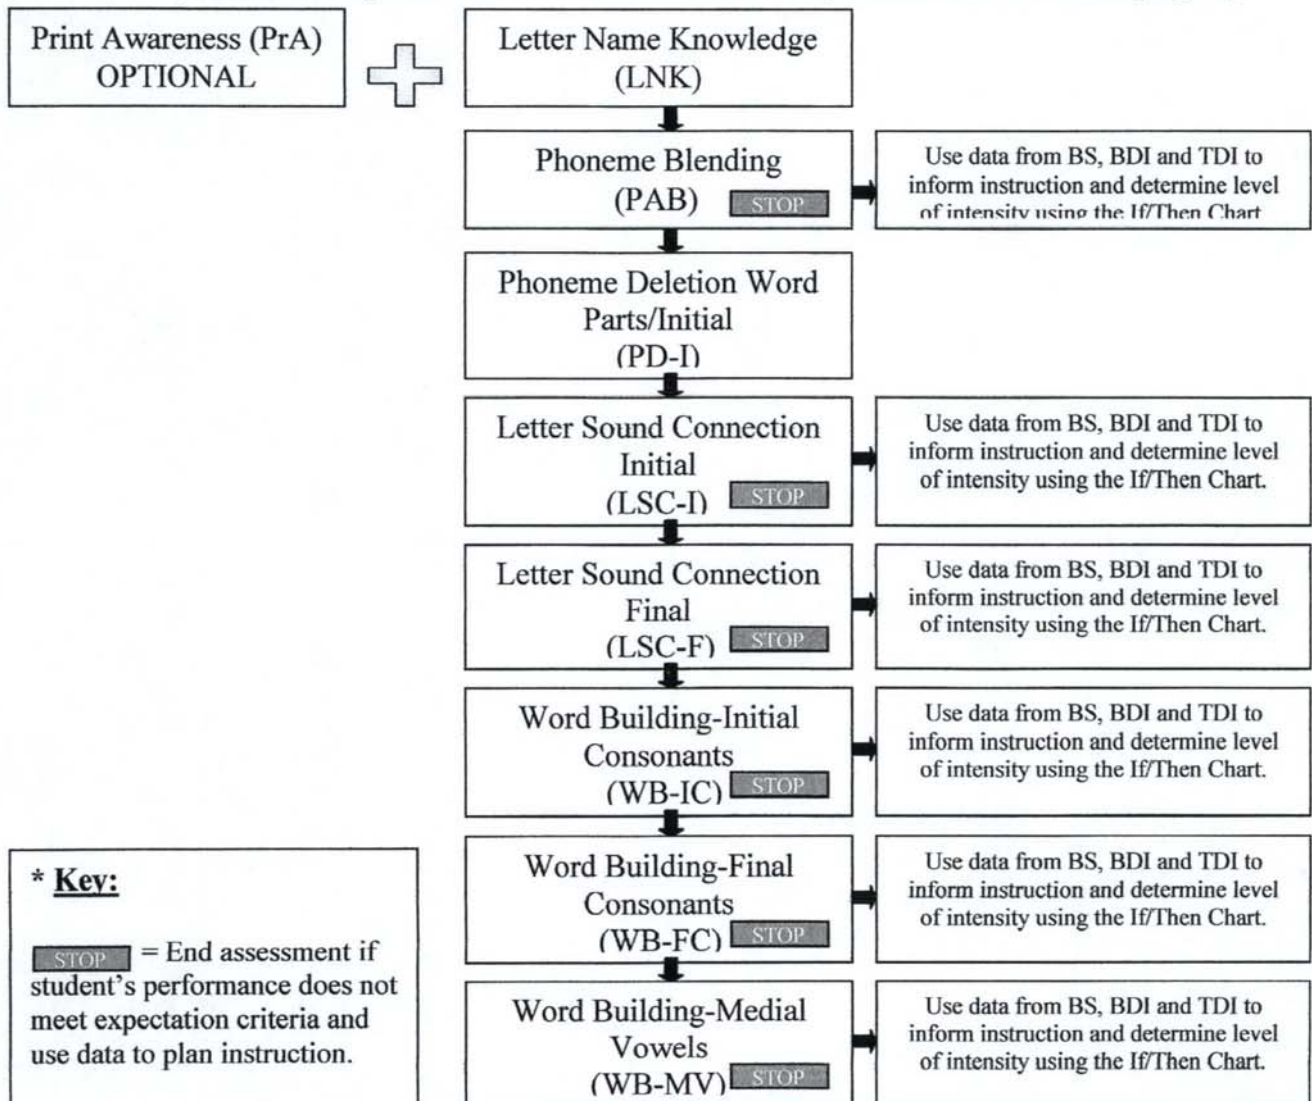 Print Awareness (PrA)
OPTIONAL
Letter Name Knowledge
(LNK)
Phoneme Blending
(PAB)
STOP
Use data from BS, BDI and TDI to
inform instruction and determine level
of intensity using the If/Then Chart
Phoneme Deletion Word
Parts/Initial
(PD-I)
Letter Sound Connection
Initial
(LSC-I)
STOP
Use data from BS, BDI and TDI to
inform instruction and determine level
of intensity using the If/Then Chart.
Letter Sound Connection
Final
(LSC-F)
STOP
Use data from BS, BDI and TDI to
inform instruction and determine level
of intensity using the If/Then Chart.
Word Building-Initial
Consonants
(WB-IC)
STOP
Use data from BS, BDI and TDI to
inform instruction and determine level
of intensity using the If/Then Chart.
Word Building-Final
Consonants
(WB-FC)
STOP
Use data from BS, BDI and TDI to
inform instruction and determine level
of intensity using the If/Then Chart.
Word Building-Medial
Vowels
(WB-MV)
STOP
Use data from BS, BDI and TDI to
inform instruction and determine level
of intensity using the If/Then Chart.
* Key:
STOP = End assessment if
student's performance does not
meet expectation criteria and
use data to plan instruction.